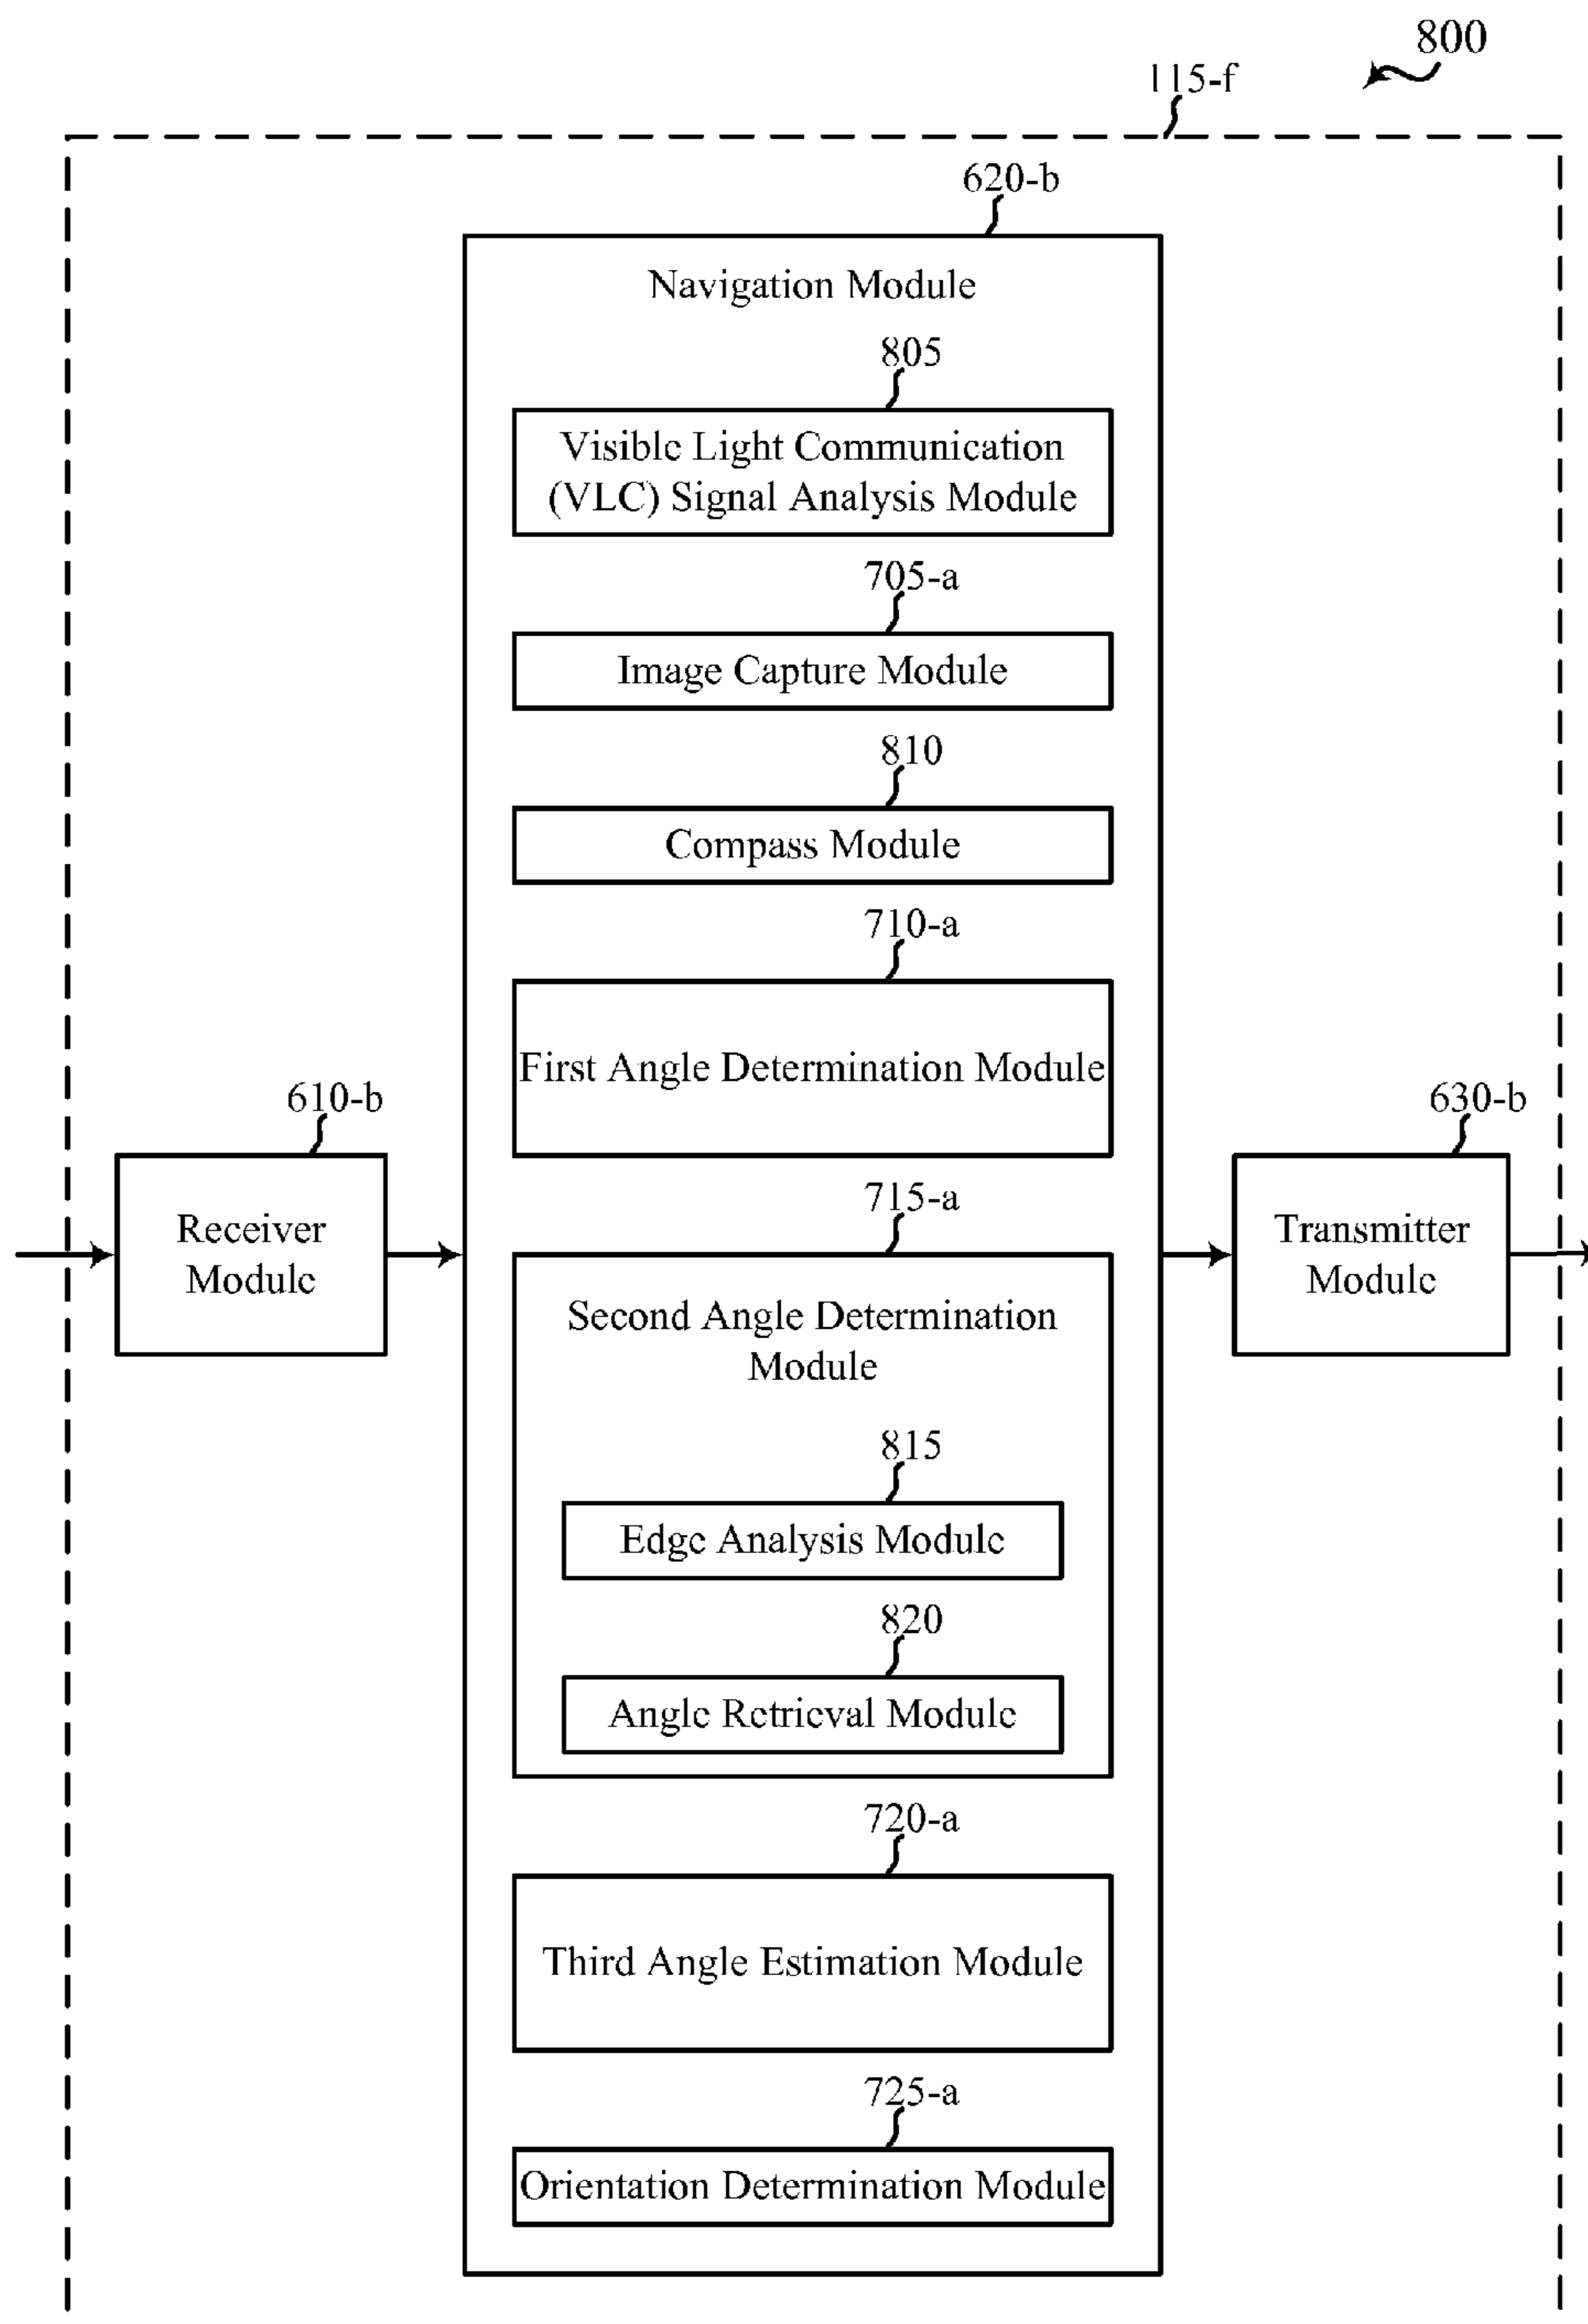 800
115-f
620-b
Navigation Module
805
Visible Light Communication
(VLC) Signal Analysis Module
705-a
Image Capture Module
810
Compass Module
710-a
First Angle Determination Module
610-b
Receiver
Module
715-a
Second Angle Determination
Module
815
Edge Analysis Module
820
Angle Retrieval Module
630-b
Transmitter
Module
720-a
Third Angle Estimation Module
725-a
Orientation Determination Module